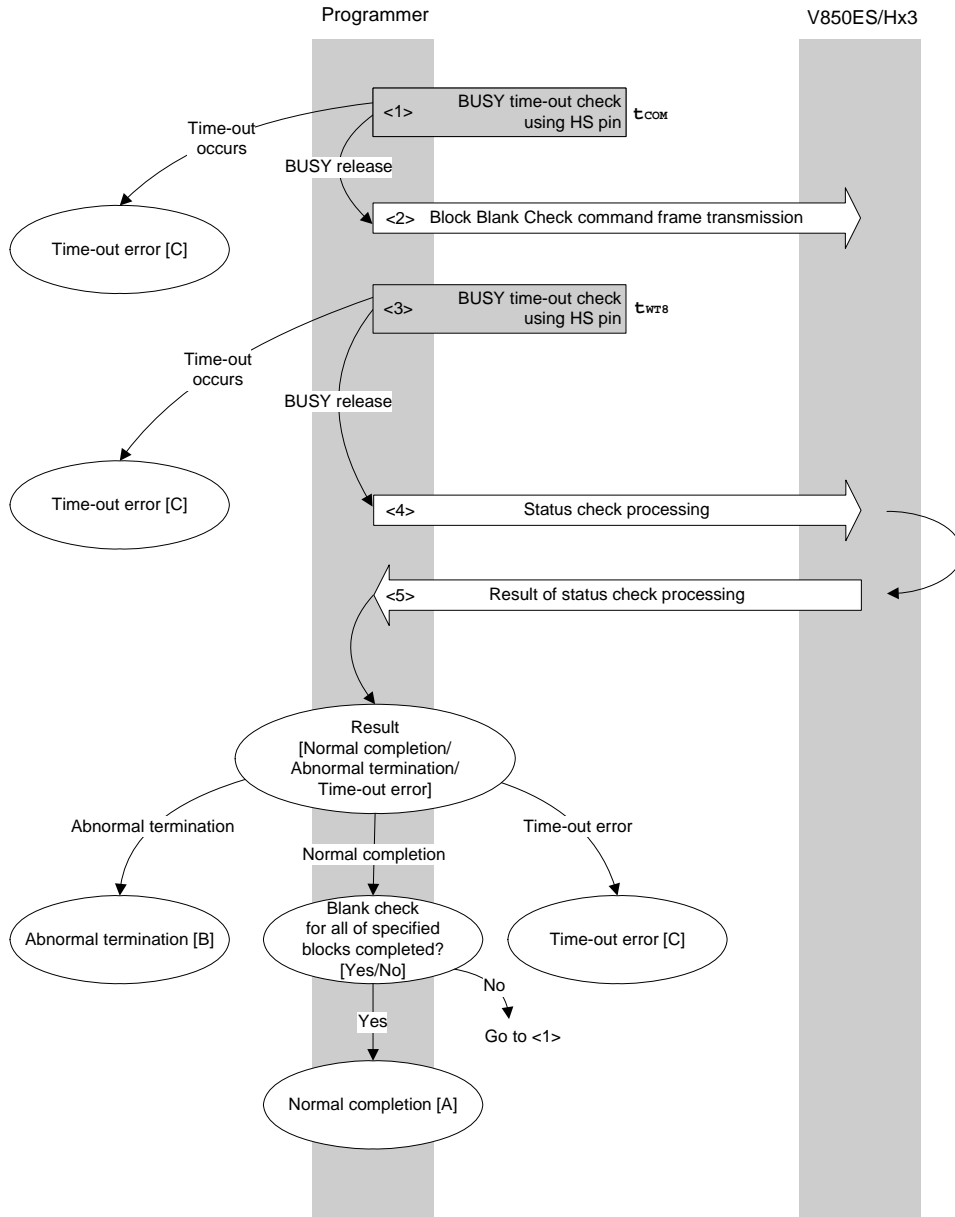 Programmer
V850ES/Hx3
<1>
BUSY time-out check
using HS pin
tCOM
Time-out
occurs
BUSY release
<2>
Block Blank Check command frame transmission
Time-out error [C]
<3>
BUSY time-out check
using HS pin
tWT8
Time-out
occurs
BUSY release
Time-out error [C]
<4>
Status check processing
<5>
Result of status check processing
Result
[Normal completion/
Abnormal termination/
Time-out error]
Abnormal termination
Time-out error
Normal completion
Abnormal termination [B]
Blank check
for all of specified
blocks completed?
[Yes/No]
Time-out error [C]
No
Yes
Go to <1>
Normal completion [A]